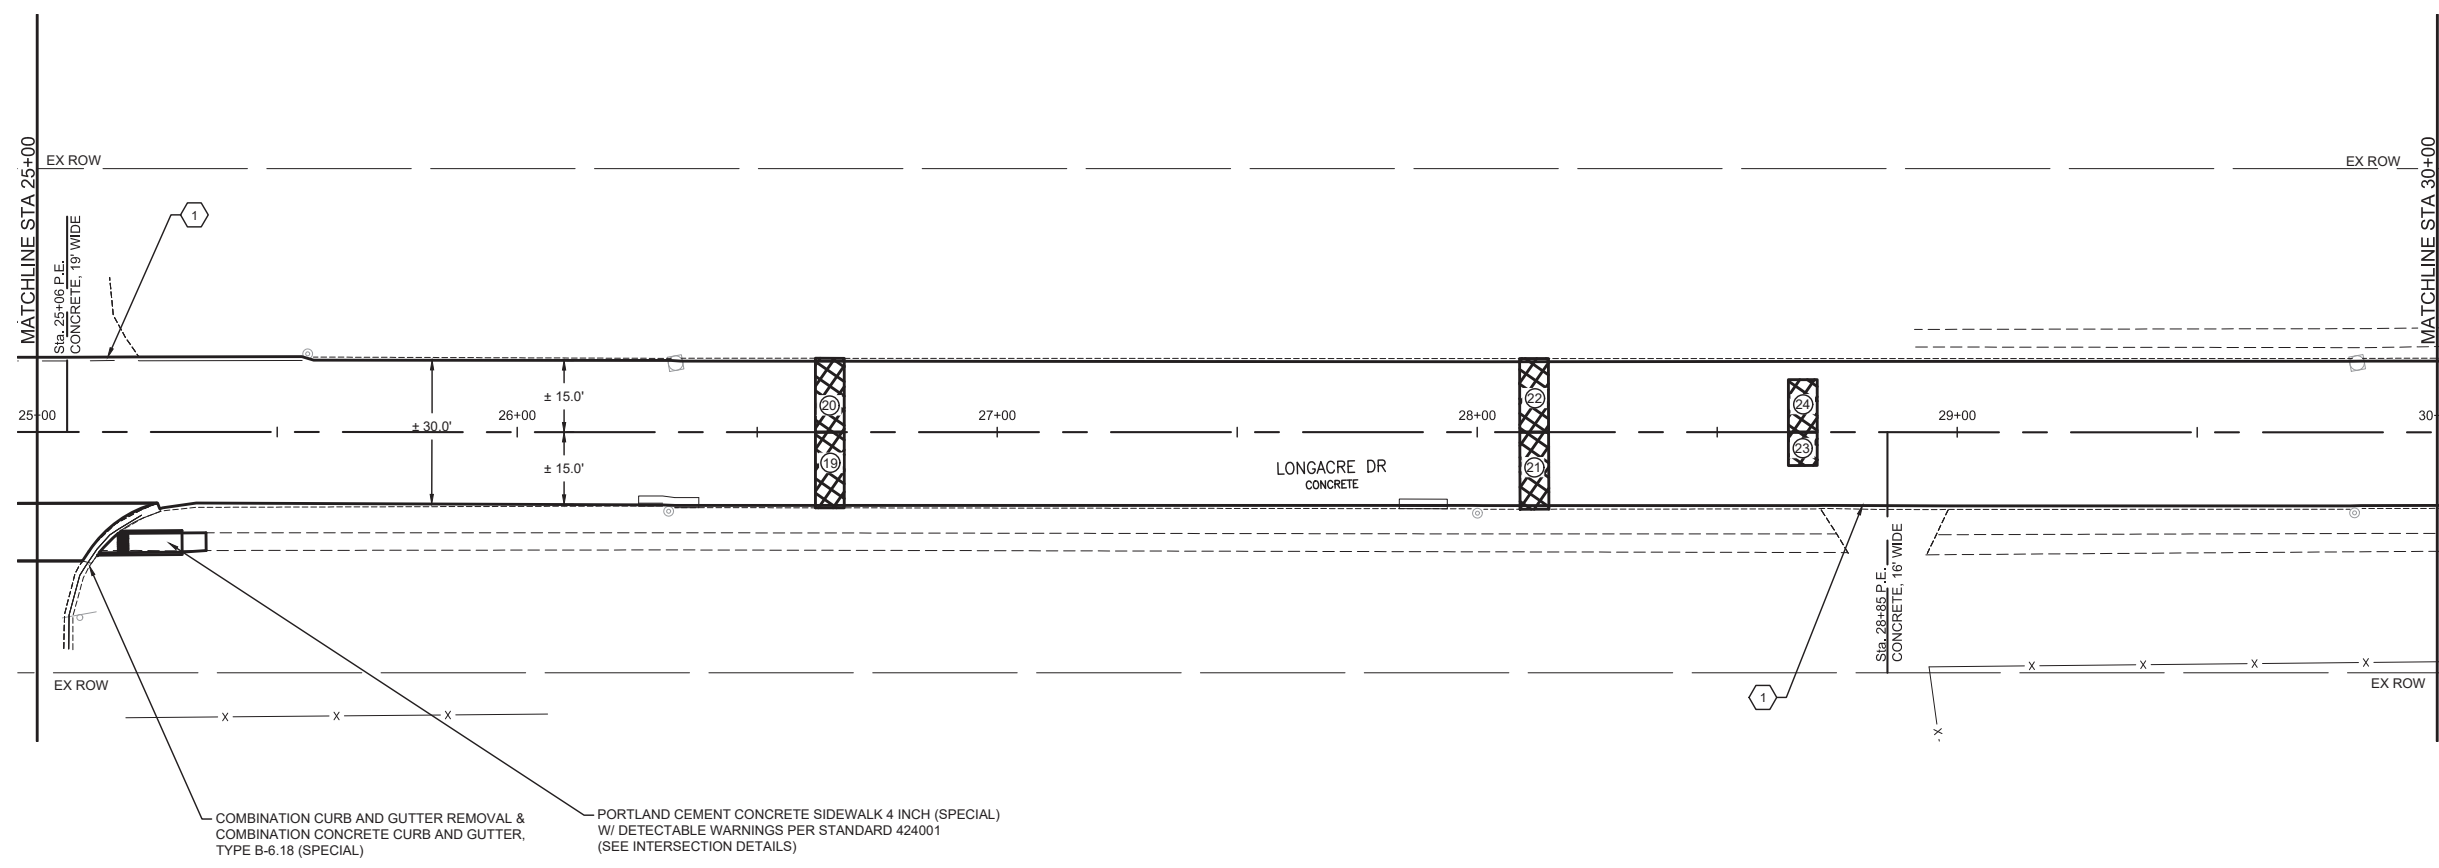 MATCHLINE STA 25+00
EX ROW
EX ROW
MATCHLINE STA 30+00
1
Sta. 25+06 P.E.
CONCRETE, 19' WIDE
± 15.0'
± 30.0'
± 15.0'
25+00
26+00
27+00
28+00
29+00
30+
20
19
22
21
24
23
LONGACRE DR
CONCRETE
Sta. 28+85 P.E.
CONCRETE, 16' WIDE
1
X
X
X
X
X
EX ROW
EX ROW
X
X
X
COMBINATION CURB AND GUTTER REMOVAL &
COMBINATION CONCRETE CURB AND GUTTER,
TYPE B-6.18 (SPECIAL)
PORTLAND CEMENT CONCRETE SIDEWALK 4 INCH (SPECIAL)
W/ DETECTABLE WARNINGS PER STANDARD 424001
(SEE INTERSECTION DETAILS)